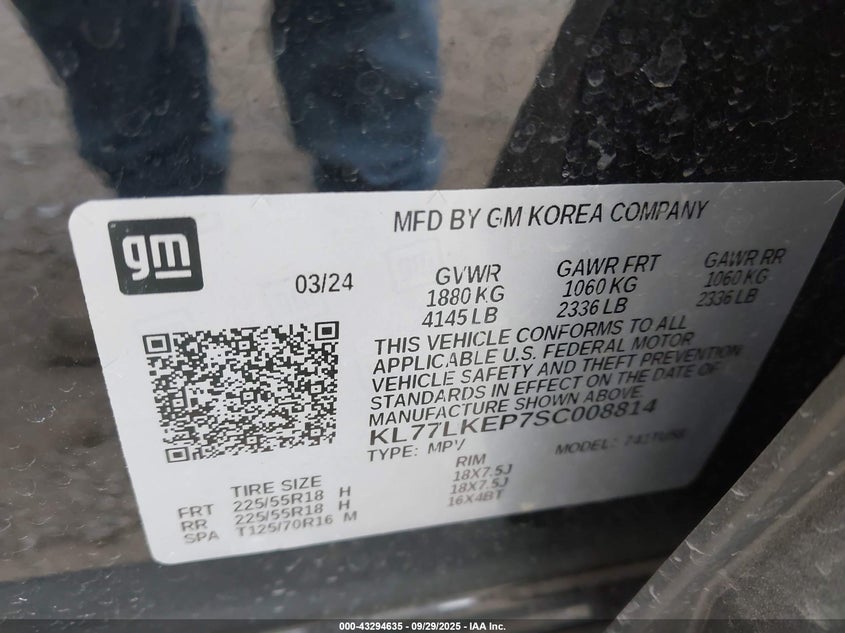 gm
MFD BY GM KOREA COMPANY
03/24
GVWR
1880 KG
4145 LB
GAWR FRT
1060 KG
2336 LB
GAWR RR
1060 KG
2336 LB
THIS VEHICLE CONFORMS TO ALL
APPLICABLE U.S. FEDERAL MOTOR
VEHICLE SAFETY AND THEFT PREVENTION
STANDARDS IN EFFECT ON THE DATE OF
MANUFACTURE SHOWN ABOVE.
KL77LKEP7SC008814
TYPE: MPV
MODEL:
TIRE SIZE
RIM
FRT 225/55R18 H 18X7.5J
RR 225/55R18 H 18X7.5J
SPA T125/70R16 M 16X4BT
000-43294635 - 09/29/2025 - IAA Inc.